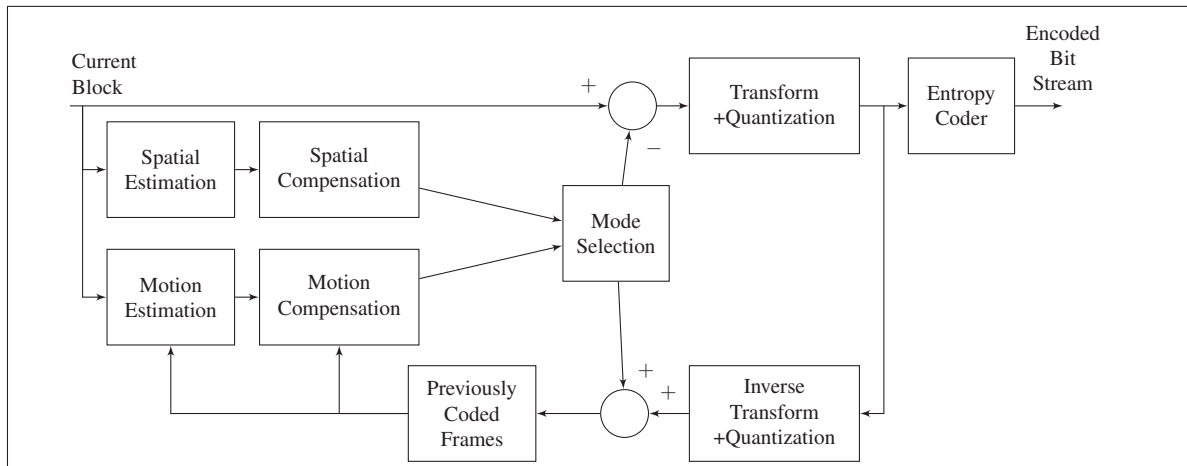 Current
Block
+
Transform
+Quantization
Entropy
Coder
Encoded
Bit
Stream
−
Spatial
Estimation
Spatial
Compensation
Mode
Selection
Motion
Estimation
Motion
Compensation
+
+
Previously
Coded
Frames
Inverse
Transform
+Quantization